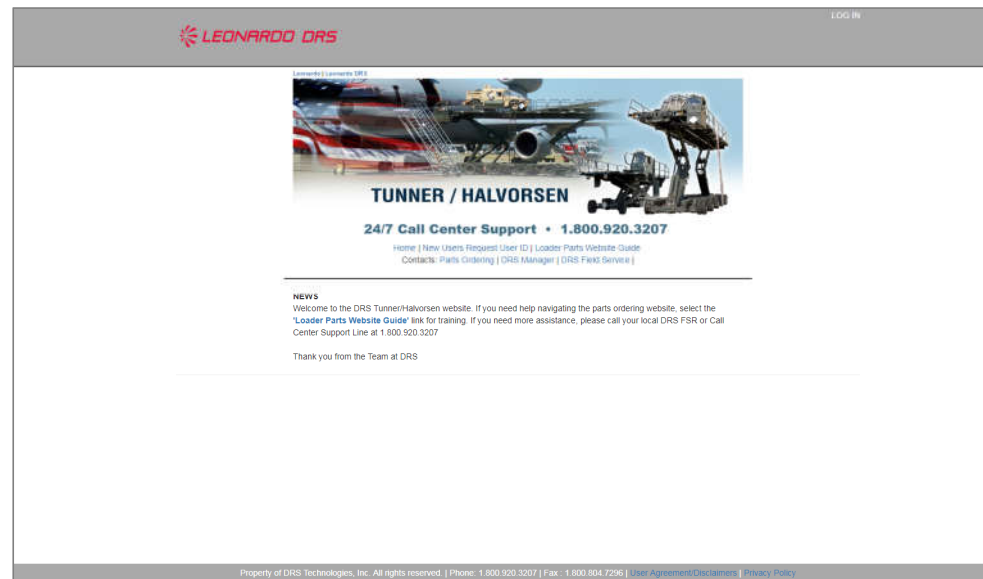 LOG IN
LEONARDO DRS
Leonardo | Leonardo DRS
TUNNER / HALVORSEN
24/7 Call Center Support • 1.800.920.3207
Home | New Users Request User ID | Loader Parts Website Guide
Contacts: Parts Ordering | DRS Manager | DRS Field Service |
NEWS
Welcome to the DRS Tunner/Halvorsen website. If you need help navigating the parts ordering website, select the
'Loader Parts Website Guide' link for training. If you need more assistance, please call your local DRS FSR or Call
Center Support Line at 1.800.920.3207
Thank you from the Team at DRS
Property of DRS Technologies, Inc. All rights reserved. | Phone: 1.800.920.3207 | Fax : 1.800.804.7296 | User Agreement/Disclaimers | Privacy Policy